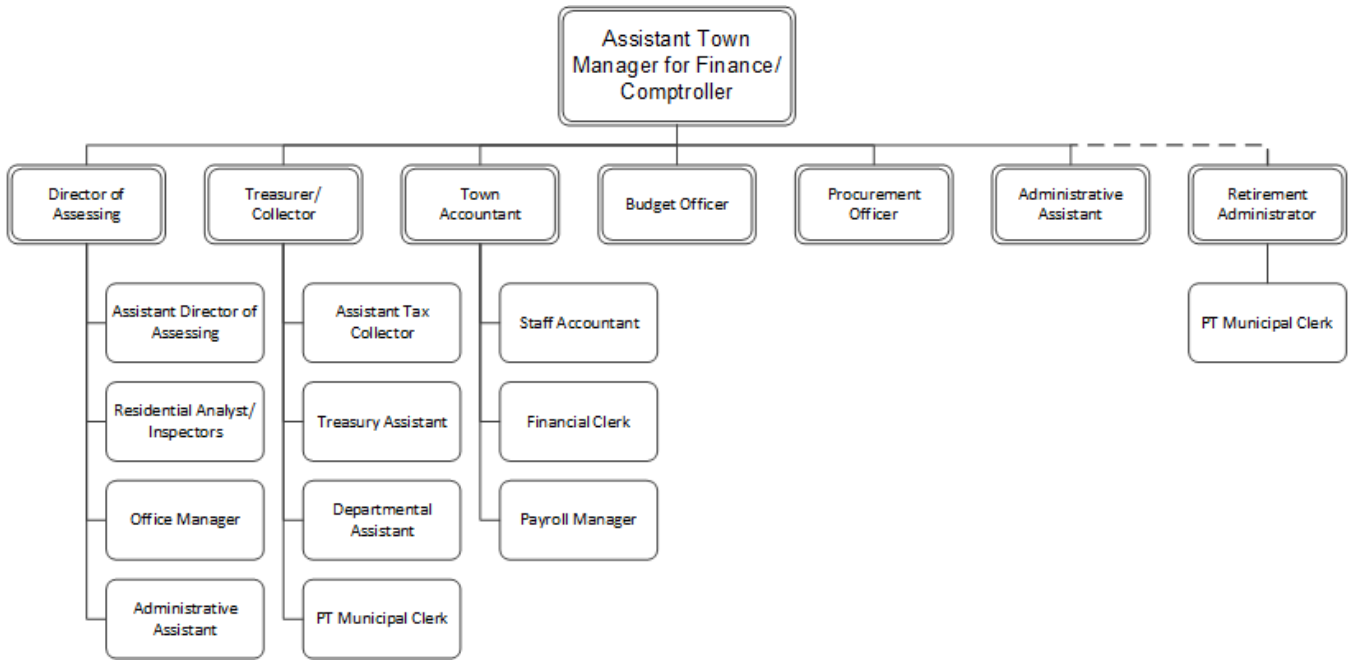 Assistant Town
Manager for Finance/
Comptroller
Director of
Assessing
Treasurer/
Collector
Town
Accountant
Budget Officer
Procurement
Officer
Administrative
Assistant
Retirement
Administrator
Assistant Director of
Assessing
Assistant Tax
Collector
Staff Accountant
PT Municipal Clerk
Residential Analyst/
Inspectors
Treasury Assistant
Financial Clerk
Office Manager
Departmental
Assistant
Payroll Manager
Administrative
Assistant
PT Municipal Clerk